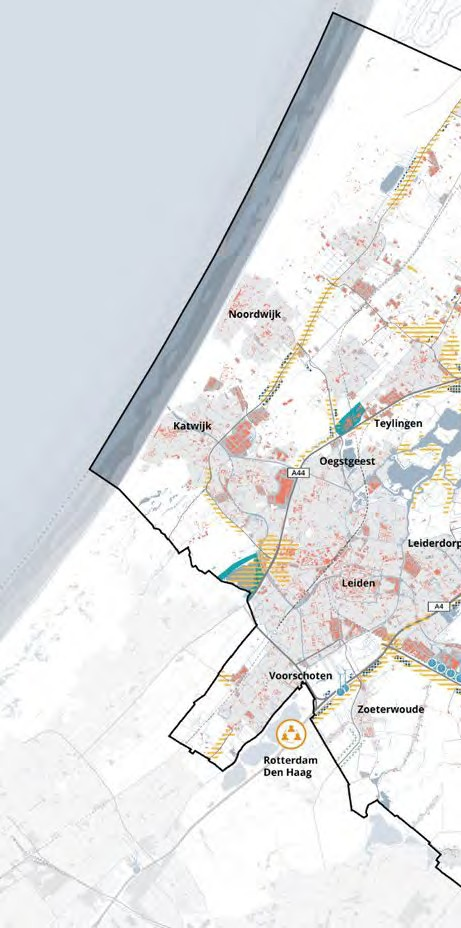 Noordwijk
Katwijk
Teylingen
Oegstgeest
A44
Leiderdorp
Leiden
A4
Voorschoten
Zoeterwoude
Rotterdam
Den Haag